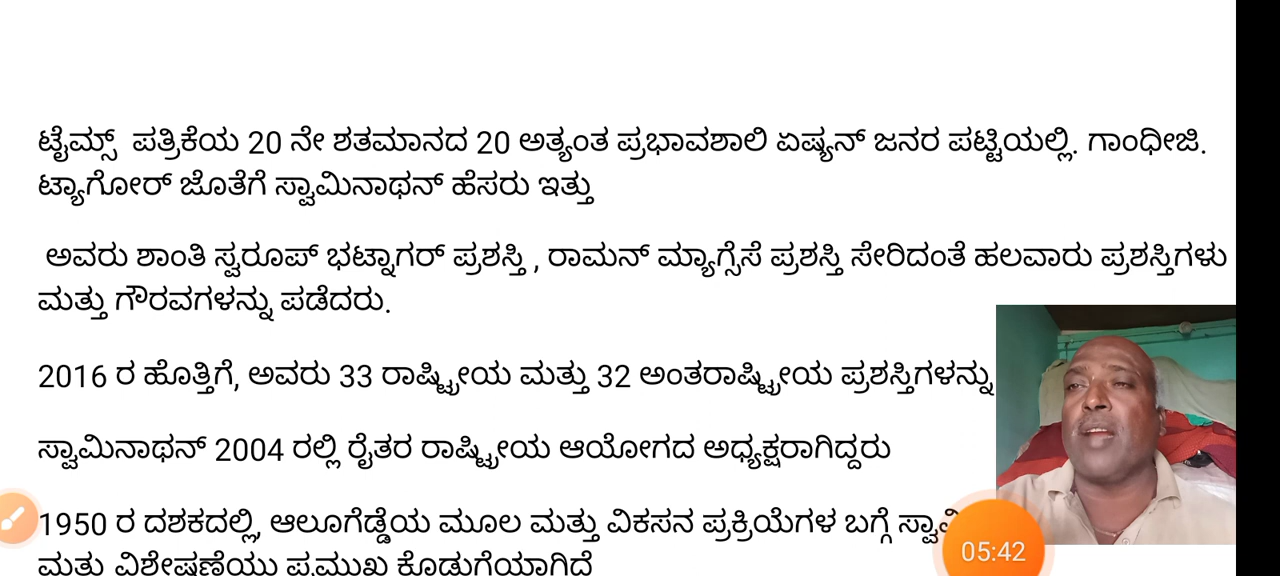 ಟೈಮ್ಸ್ ಪತ್ರಿಕೆಯ 20 ನೇ ಶತಮಾನದ 20 ಅತ್ಯಂತ ಪ್ರಭಾವಶಾಲಿ ಏಷ್ಯನ್ ಜನರ ಪಟ್ಟಿಯಲ್ಲಿ. ಗಾಂಧೀಜಿ.
ಟ್ಯಾಗೋರ್ ಜೊತೆಗೆ ಸ್ವಾಮಿನಾಥನ್ ಹೆಸರು ಇತ್ತು
ಅವರು ಶಾಂತಿ ಸ್ವರೂಪ್ ಭಟ್ನಾಗರ್ ಪ್ರಶಸ್ತಿ , ರಾಮನ್ ಮ್ಯಾಗ್ಸೆಸೆ ಪ್ರಶಸ್ತಿ ಸೇರಿದಂತೆ ಹಲವಾರು ಪ್ರಶಸ್ತಿಗಳು
ಮತ್ತು ಗೌರವಗಳನ್ನು ಪಡೆದರು.
2016 ರ ಹೊತ್ತಿಗೆ, ಅವರು 33 ರಾಷ್ಟ್ರೀಯ ಮತ್ತು 32 ಅಂತರಾಷ್ಟ್ರೀಯ ಪ್ರಶಸ್ತಿಗಳನ್ನು
ಸ್ವಾಮಿನಾಥನ್ 2004 ರಲ್ಲಿ ರೈತರ ರಾಷ್ಟ್ರೀಯ ಆಯೋಗದ ಅಧ್ಯಕ್ಷರಾಗಿದ್ದರು
1950 ರ ದಶಕದಲ್ಲಿ, ಆಲೂಗೆಡ್ಡೆಯ ಮೂಲ ಮತ್ತು ವಿಕಸನ ಪ್ರಕ್ರಿಯೆಗಳ ಬಗ್ಗೆ
ಮತ್ತು ವಿಶ್ಲೇಷಣೆಯು ಪ್ರಮುಖ ಕೊಡುಗೆಯಾಗಿದೆ
05:42